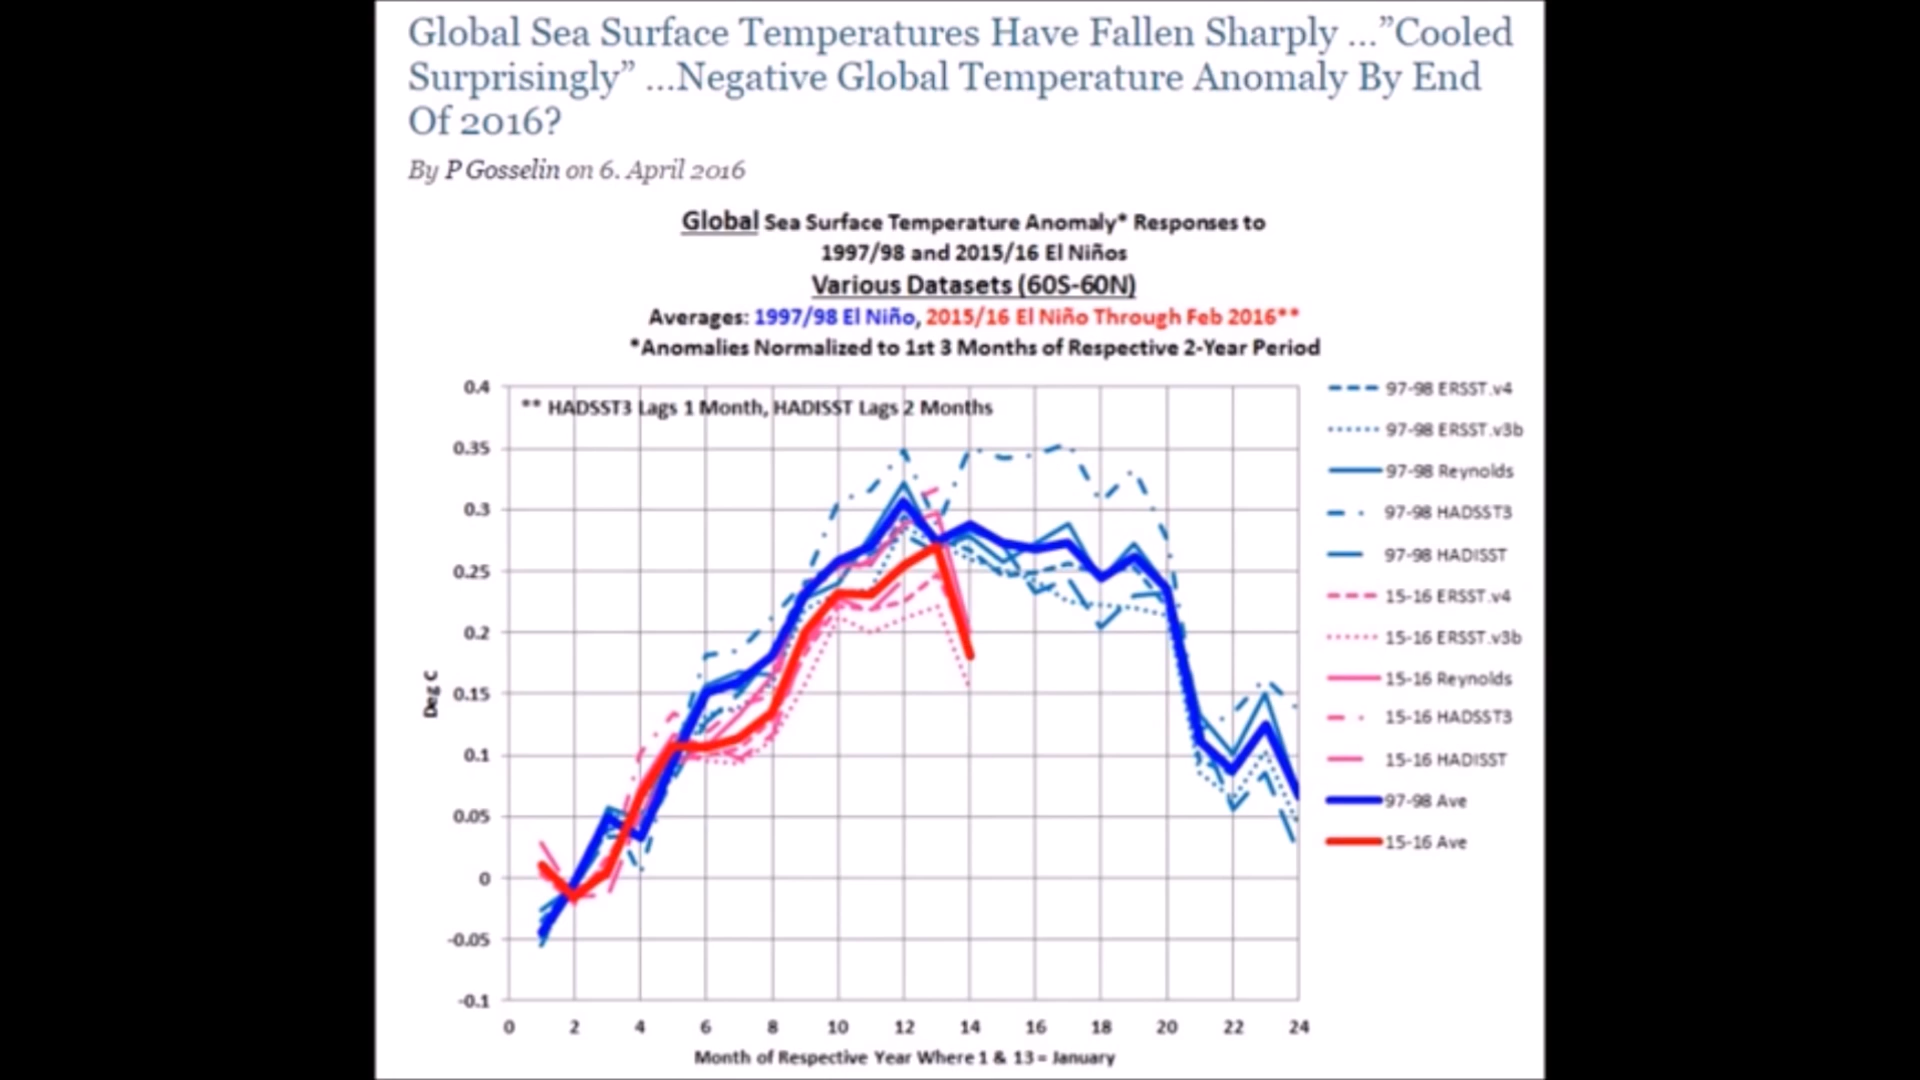 Global Sea Surface Temperatures Have Fallen Sharply …”Cooled
Surprisingly” …Negative Global Temperature Anomaly By End
Of 2016?
By P Gosselin on 6. April 2016
Global Sea Surface Temperature Anomaly* Responses to
1997/98 and 2015/16 El Niños
Various Datasets (60S-60N)
Averages: 1997/98 El Niño, 2015/16 El Niño Through Feb 2016**
*Anomalies Normalized to 1st 3 Months of Respective 2-Year Period
** HADSST3 Lags 1 Month, HADISST Lags 2 Months
0.4
0.35
0.3
0.25
0.2
0.15
0.1
0.05
0
-0.05
-0.1
Deg C
0 2 4 6 8 10 12 14 16 18 20 22 24
Month of Respective Year Where 1 & 13 = January
97-98 ERSST.v4
97-98 ERSST.v3b
97-98 Reynolds
97-98 HADSST3
97-98 HADISST
15-16 ERSST.v4
15-16 ERSST.v3b
15-16 Reynolds
15-16 HADSST3
15-16 HADISST
97-98 Ave
15-16 Ave